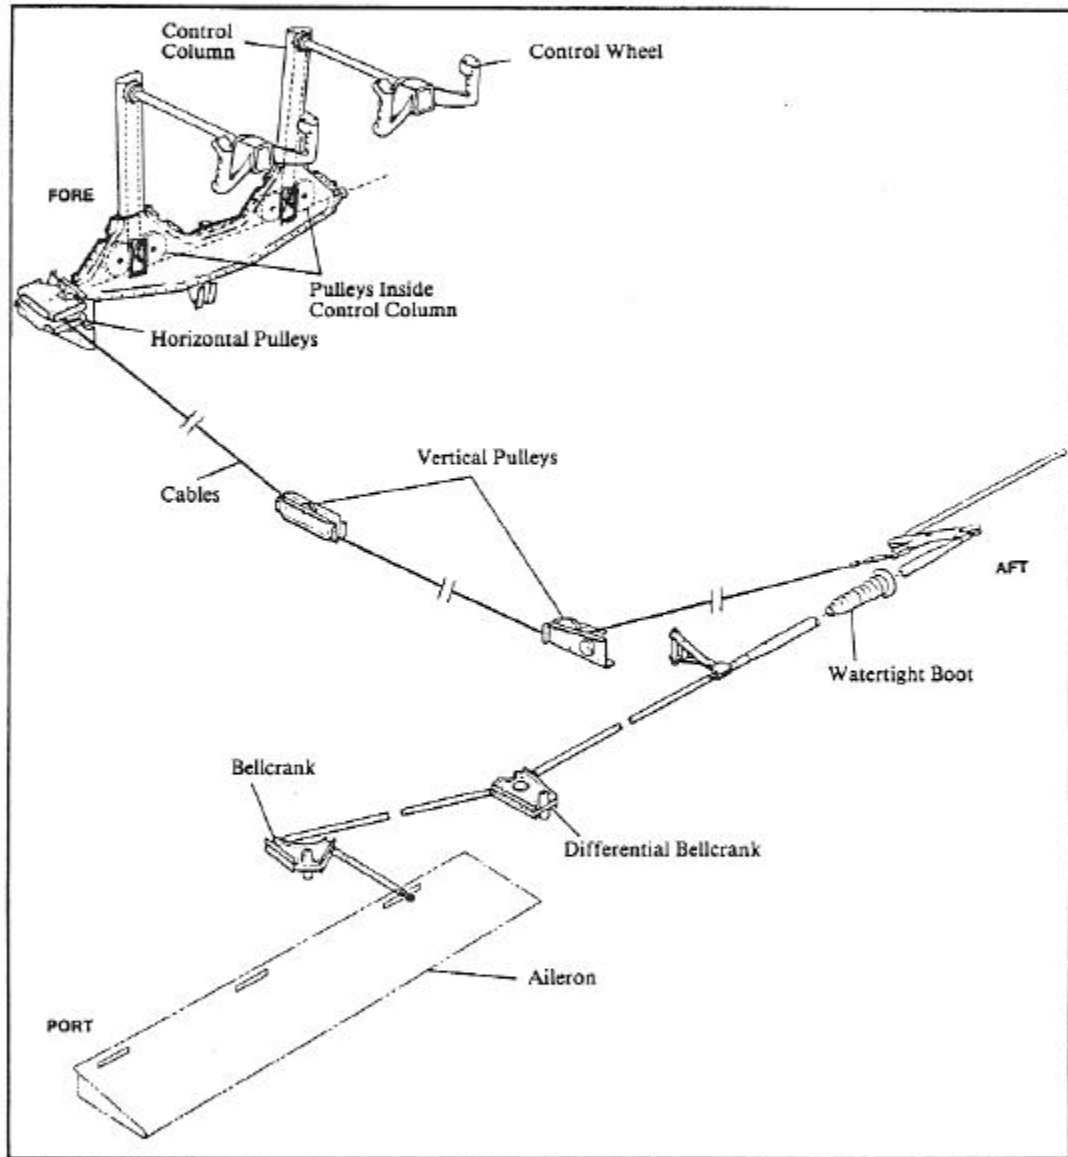 Control
Column
Control Wheel
FORE
Pulleys Inside
Control Column
Horizontal Pulleys
Vertical Pulleys
Cables
AFT
Watertight Boot
Bellcrank
Differential Bellcrank
Aileron
PORT